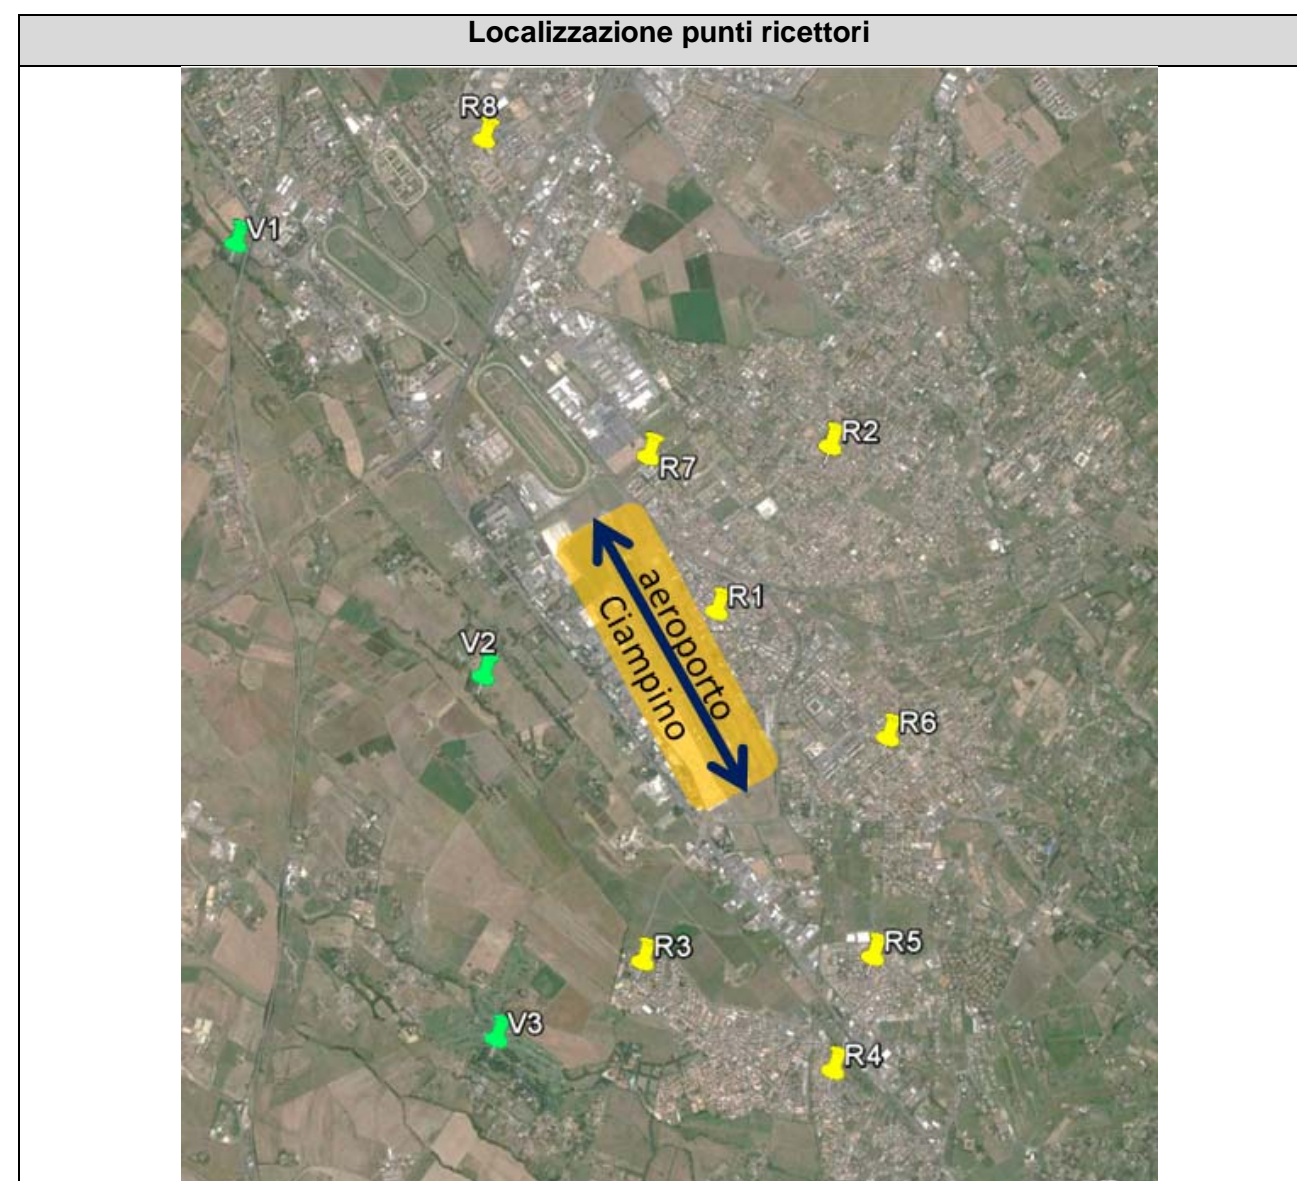 Localizzazione punti ricettori
R8
V1
R2
R7
R1
aeroporto
Ciampino
V2
R6
R3
R5
V3
R4